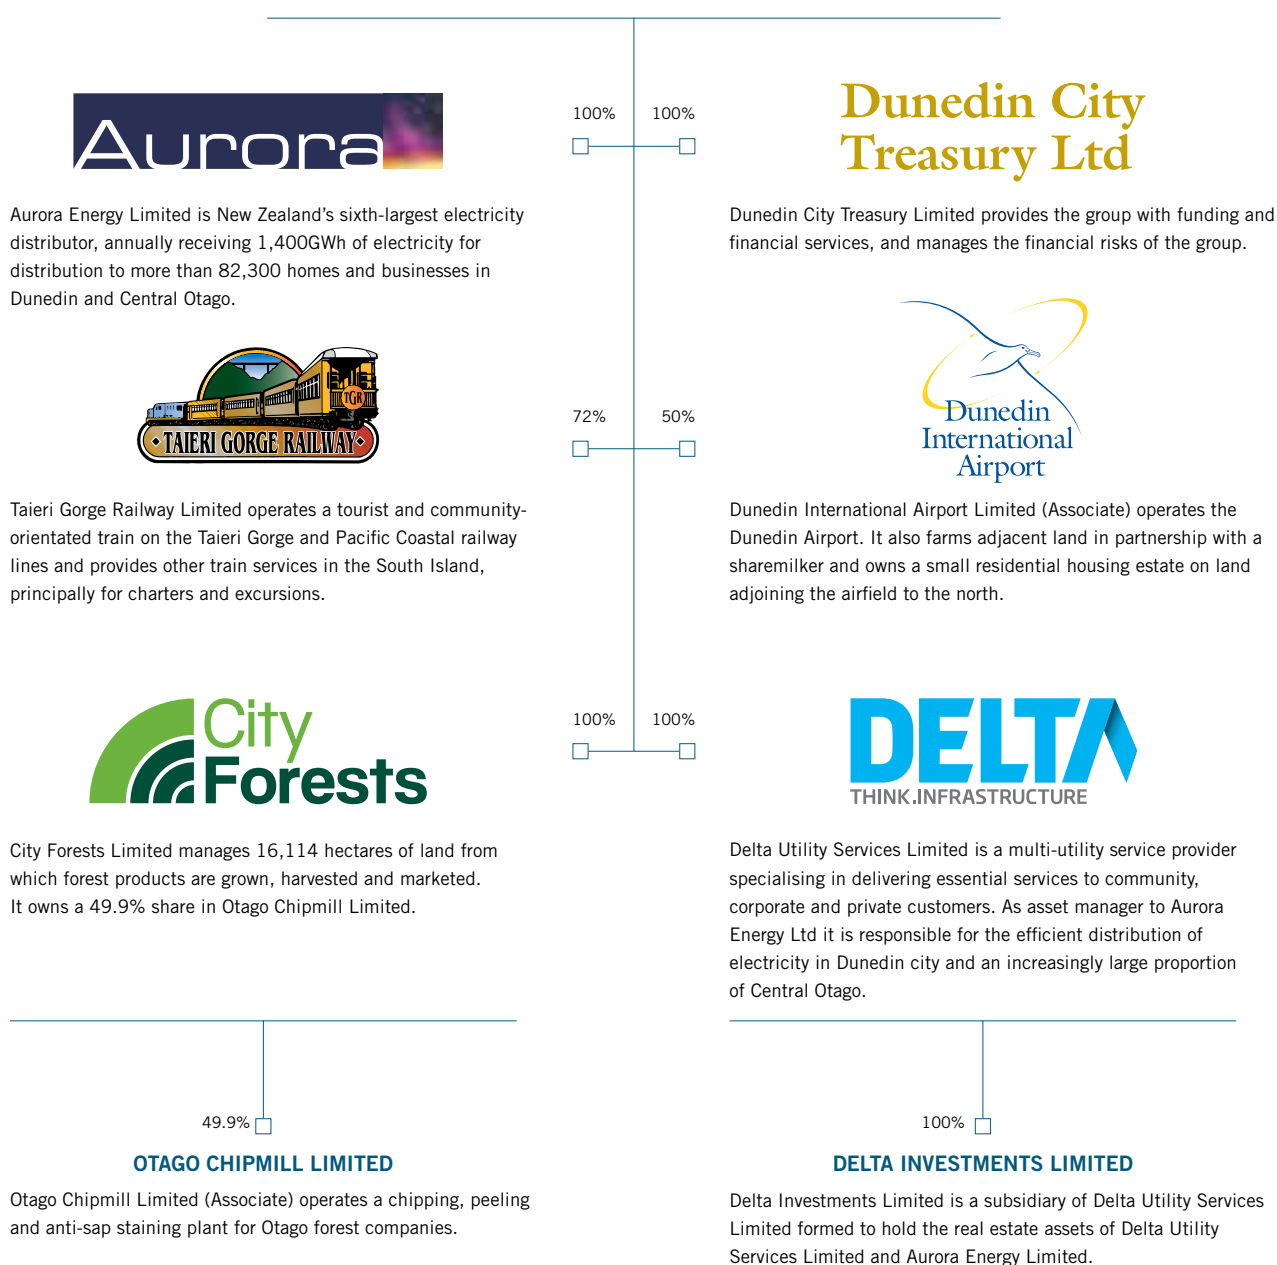 100% 100%
Aurora
Dunedin City
Treasury Ltd
Aurora Energy Limited is New Zealand’s sixth-largest electricity
distributor, annually receiving 1,400GWh of electricity for
distribution to more than 82,300 homes and businesses in
Dunedin and Central Otago.
Dunedin City Treasury Limited provides the group with funding and
financial services, and manages the financial risks of the group.
72% 50%
TGR
TAIERI GORGE RAILWAY
Dunedin
International
Airport
Taieri Gorge Railway Limited operates a tourist and community-
orientated train on the Taieri Gorge and Pacific Coastal railway
lines and provides other train services in the South Island,
principally for charters and excursions.
Dunedin International Airport Limited (Associate) operates the
Dunedin Airport. It also farms adjacent land in partnership with a
sharemilker and owns a small residential housing estate on land
adjoining the airfield to the north.
100% 100%
City
Forests
DELTA
THINK.INFRASTRUCTURE
City Forests Limited manages 16,114 hectares of land from
which forest products are grown, harvested and marketed.
It owns a 49.9% share in Otago Chipmill Limited.
Delta Utility Services Limited is a multi-utility service provider
specialising in delivering essential services to community,
corporate and private customers. As asset manager to Aurora
Energy Ltd it is responsible for the efficient distribution of
electricity in Dunedin city and an increasingly large proportion
of Central Otago.
49.9%
OTAGO CHIPMILL LIMITED
Otago Chipmill Limited (Associate) operates a chipping, peeling
and anti-sap staining plant for Otago forest companies.
100%
DELTA INVESTMENTS LIMITED
Delta Investments Limited is a subsidiary of Delta Utility Services
Limited formed to hold the real estate assets of Delta Utility
Services Limited and Aurora Energy Limited.